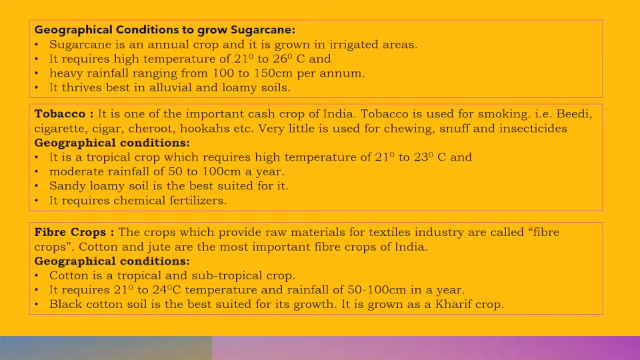 Geographical Conditions to grow Sugarcane:
• Sugarcane is an annual crop and it is grown in irrigated areas.
• It requires high temperature of 21⁰ to 26⁰ C and
• heavy rainfall ranging from 100 to 150cm per annum.
• It thrives best in alluvial and loamy soils.
Tobacco : It is one of the important cash crop of India. Tobacco is used for smoking. i.e. Beedi,
cigarette, cigar, cheroot, hookahs etc. Very little is used for chewing, snuff and insecticides
Geographical conditions:
• It is a tropical crop which requires high temperature of 21⁰ to 23⁰ C and
• moderate rainfall of 50 to 100cm a year.
• Sandy loamy soil is the best suited for it.
• It requires chemical fertilizers.
Fibre Crops : The crops which provide raw materials for textiles industry are called “fibre
crops”. Cotton and jute are the most important fibre crops of India.
Geographical conditions:
• Cotton is a tropical and sub-tropical crop.
• It requires 21⁰ to 24⁰C temperature and rainfall of 50-100cm in a year.
• Black cotton soil is the best suited for its growth. It is grown as a Kharif crop.